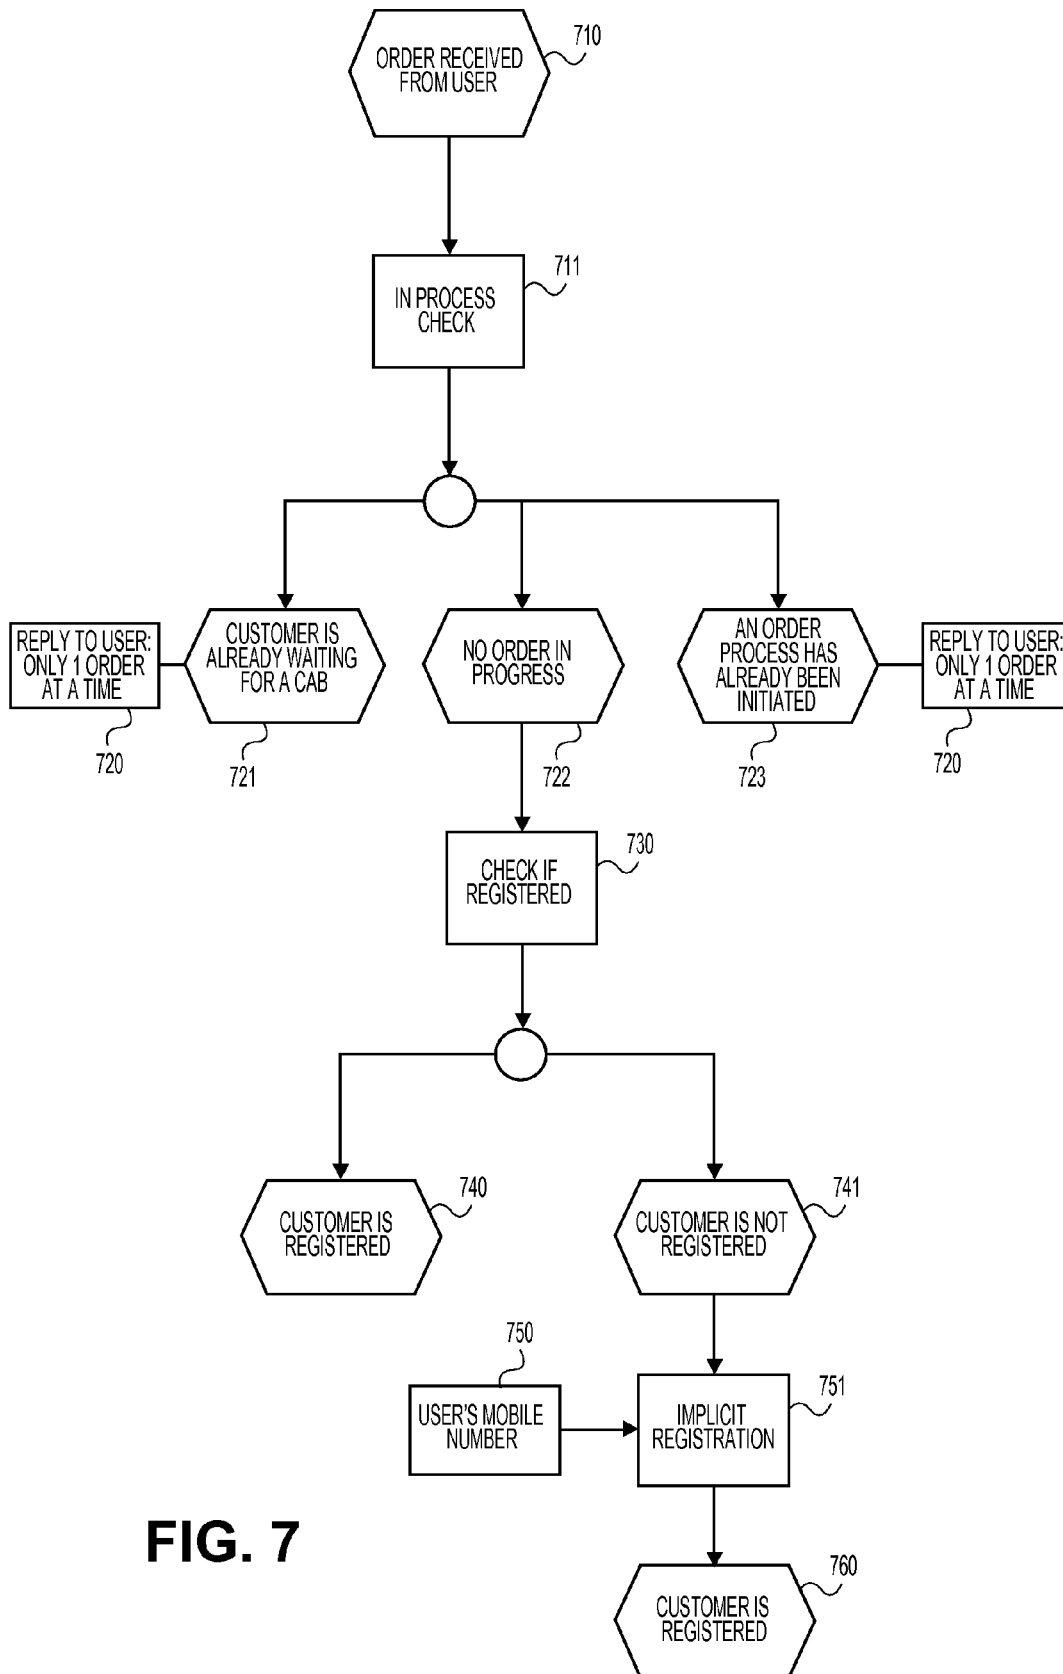 710
ORDER RECEIVED
FROM USER
711
IN PROCESS
CHECK
REPLY TO USER:
ONLY 1 ORDER
AT A TIME
720
CUSTOMER IS
ALREADY WAITING
FOR A CAB
721
NO ORDER IN
PROGRESS
722
AN ORDER
PROCESS HAS
ALREADY BEEN
INITIATED
723
REPLY TO USER:
ONLY 1 ORDER
AT A TIME
720
730
CHECK IF
REGISTERED
740
CUSTOMER IS
REGISTERED
741
CUSTOMER IS NOT
REGISTERED
750
USER'S MOBILE
NUMBER
751
IMPLICIT
REGISTRATION
FIG. 7
760
CUSTOMER IS
REGISTERED